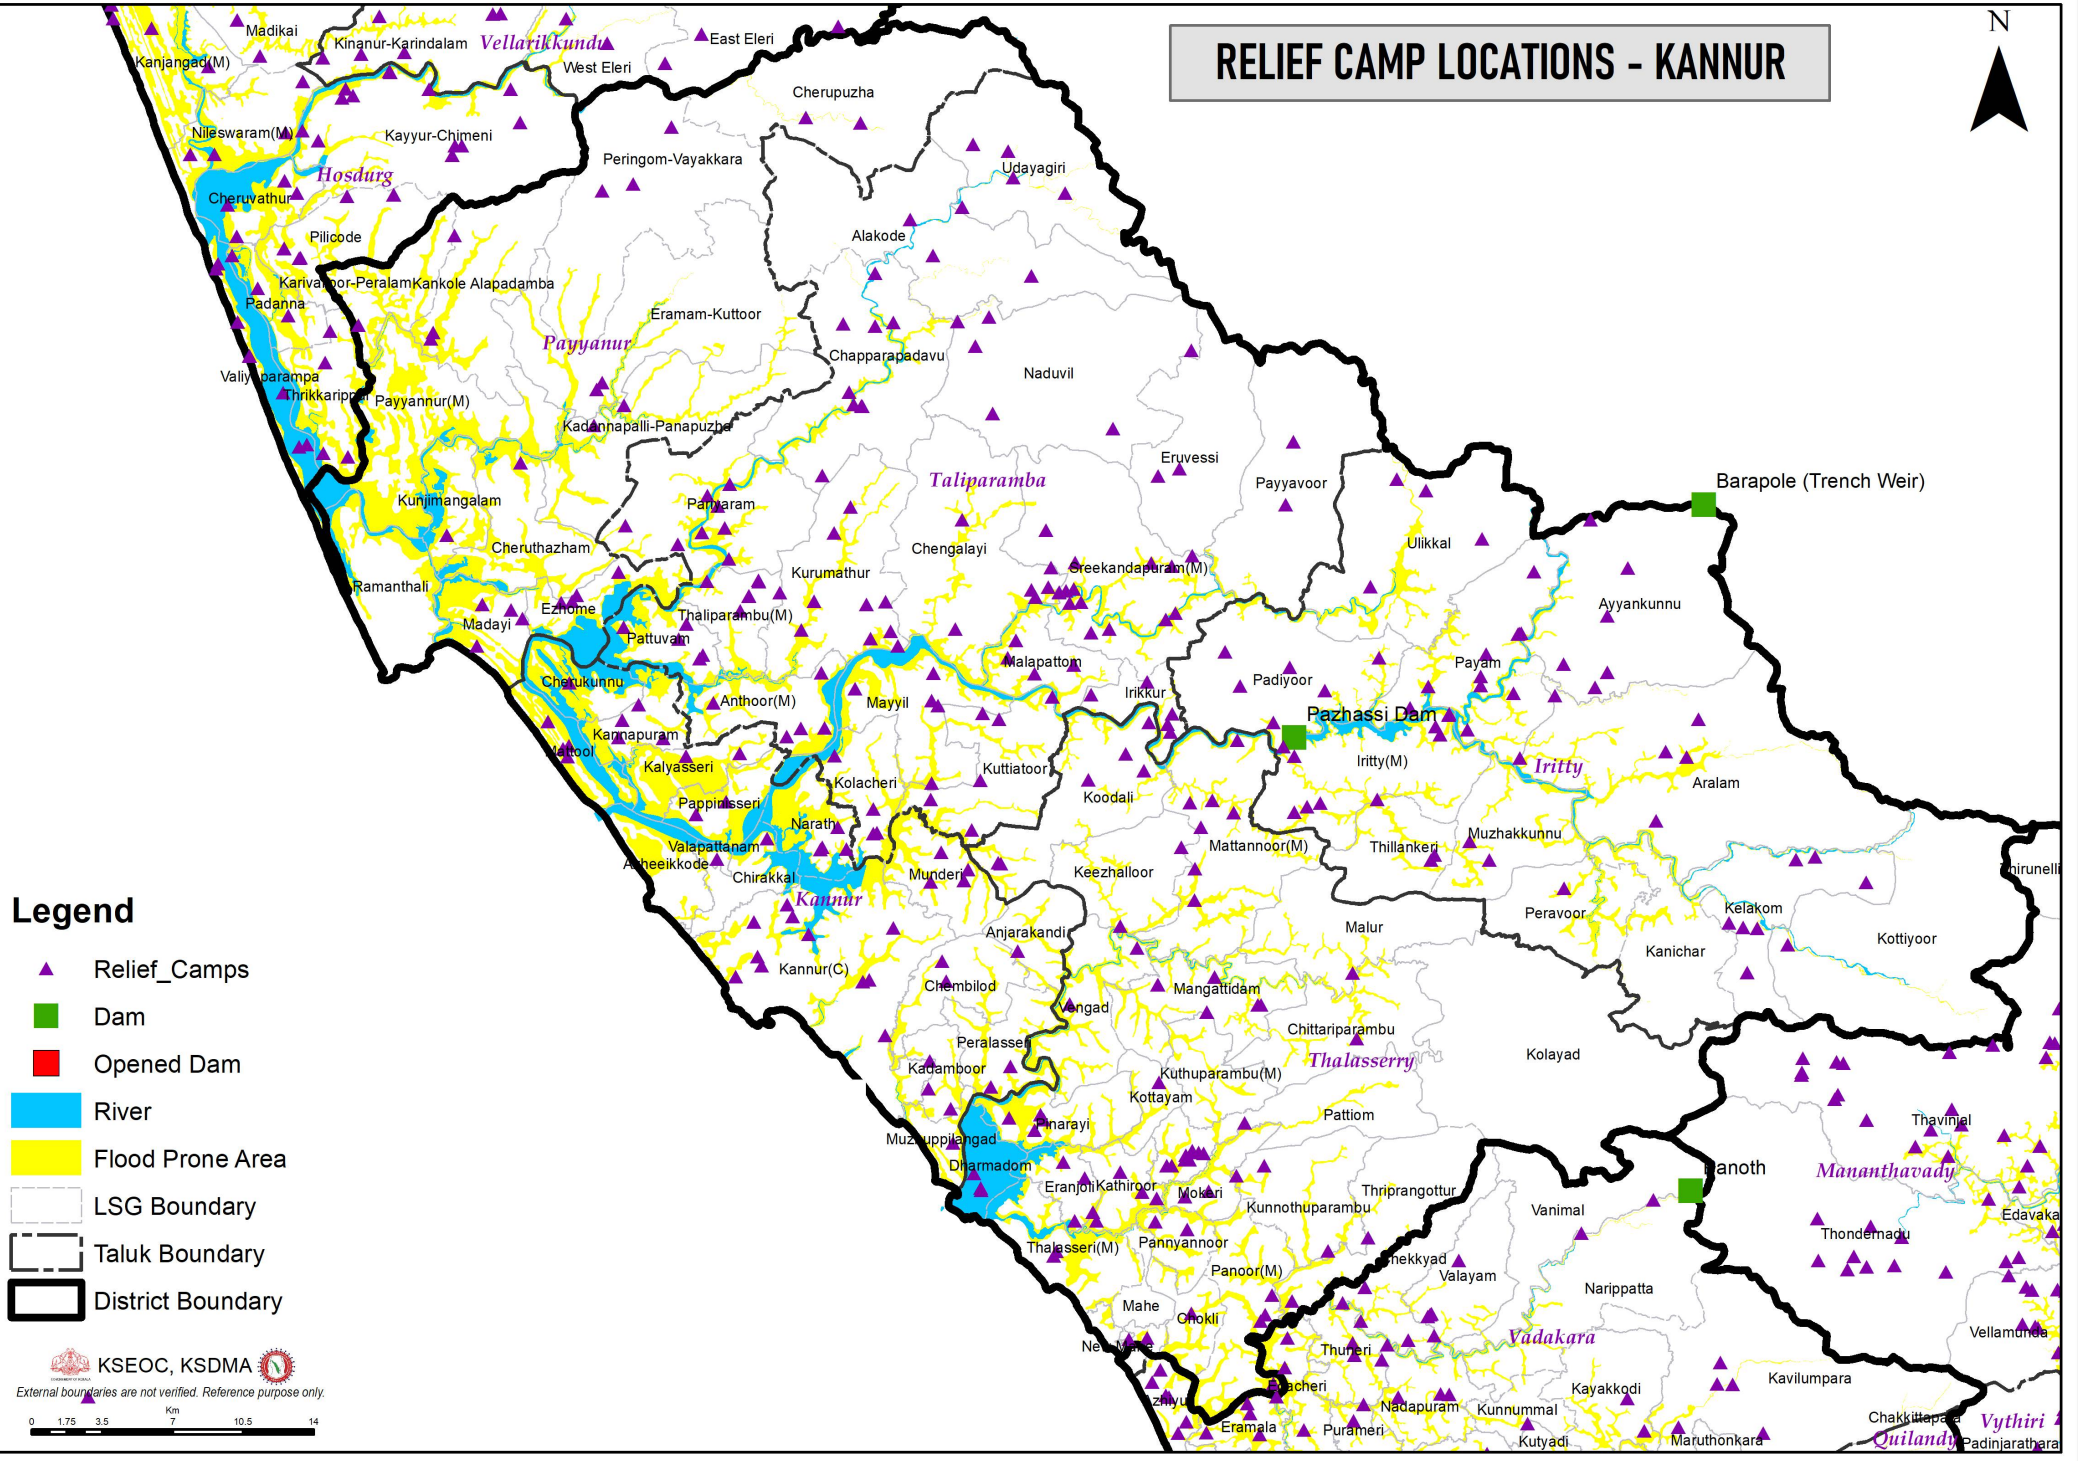 RELIEF CAMP LOCATIONS - KANNUR
N
Madikai
Kinanur-Karindalam
East Eleri
Kanjangad(M)
West Eleri
Cherupuzha
Nileswaram(M)
Kayyur-Chimeni
Peringom-Vayakkara
Udayagiri
Hosdurg
Cheruvathur
Pilicode
Alakode
Kankole Alapadamba
Padanna
Eramam-Kuttoor
Payyanur
Chapparapadavu
Naduvil
Payyannur(M)
Kadannapalli-Panapuzha
Eruvessi
Taliparamba
Payyavoor
Barapole (Trench Weir)
Kunjimangalam
Pariyaram
Cheruthazham
Chengalayi
Ulikkal
Kurumathur
Sreekandapuram(M)
Ramanthali
Ezhome
Thaliparambu(M)
Ayyankunnu
Madayi
Pattuvam
Malapattom
Payam
Cherukunnu
Padiyoor
Irikkur
Anthoor(M)
Mayyil
Pazhassi Dam
Kannapuram
Iritty(M)
Iritty
Kalyasseri
Kuttiatoor
Kolacheri
Aralam
Koodali
Pappinisseri
Narath
Muzhakkunnu
Valapattanam
Mattannoor(M)
Thillankeri
Azheeikkode
Chirakkal
Munderi
Keezhalloor
Kannur
Kelakom
Peravoor
Anjarakandi
Malur
Kottiyoor
Kanichar
Kannur(C)
Chembilod
Mangattidam
Vengad
Chittariparambu
Peralasseri
Kolayad
Thalasserry
Kadamboor
Kuthuparambu(M)
Kottayam
Pattiom
Pinarayi
Thavinjal
Dharmadom
Mananthavady
Eranjoli
Kathiroor
Mokeri
Thriprangottur
Kunnothuparambu
Vanimal
Edavaka
Thondernadu
Thalasseri(M)
Pannyannoor
Panoor(M)
Valayam
Narippatta
Mahe
Chokli
Vadakara
Vellamunda
Thuneri
Kavilumpara
Kayakkodi
Nadapuram
Kunnummal
Eramala
Purameri
Kutyadi
Maruthonkara
Vythiri
Quilandy
Padinjarathara
Legend
Relief_Camps
Dam
Opened Dam
River
Flood Prone Area
LSG Boundary
Taluk Boundary
District Boundary
KSEOC, KSDMA
External boundaries are not verified. Reference purpose only.
Km
0 1.75 3.5 7 10.5 14